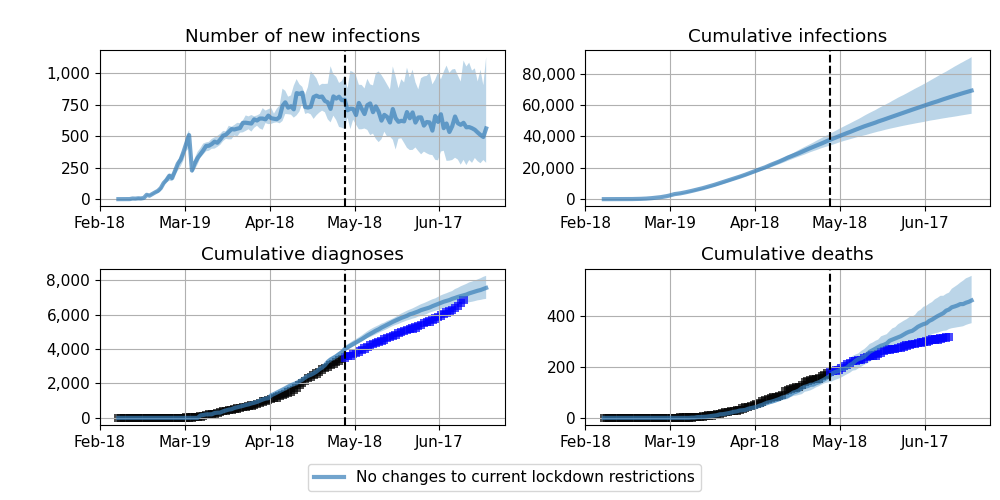 Number of new infections
1,000
750
500
250
0
Feb-18 Mar-19 Apr-18 May-18 Jun-17
Cumulative infections
80,000
60,000
40,000
20,000
0
Feb-18 Mar-19 Apr-18 May-18 Jun-17
Cumulative diagnoses
8,000
6,000
4,000
2,000
0
Feb-18 Mar-19 Apr-18 May-18 Jun-17
Cumulative deaths
400
200
0
Feb-18 Mar-19 Apr-18 May-18 Jun-17
No changes to current lockdown restrictions